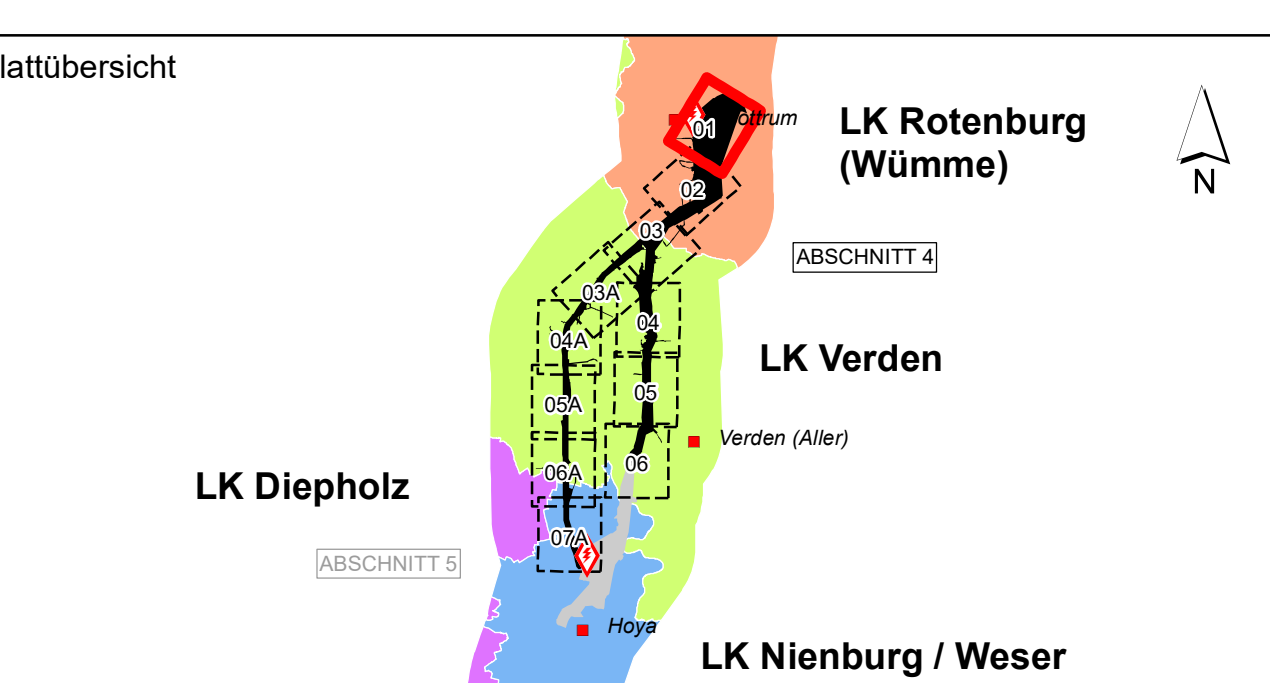 lattübersicht
ottrum
LK Rotenburg
(Wümme)
N
01
02
03
ABSCHNITT 4
03A
04
04A
LK Verden
05
05A
Verden (Aller)
06
06A
LK Diepholz
07A
ABSCHNITT 5
Hoya
LK Nienburg / Weser